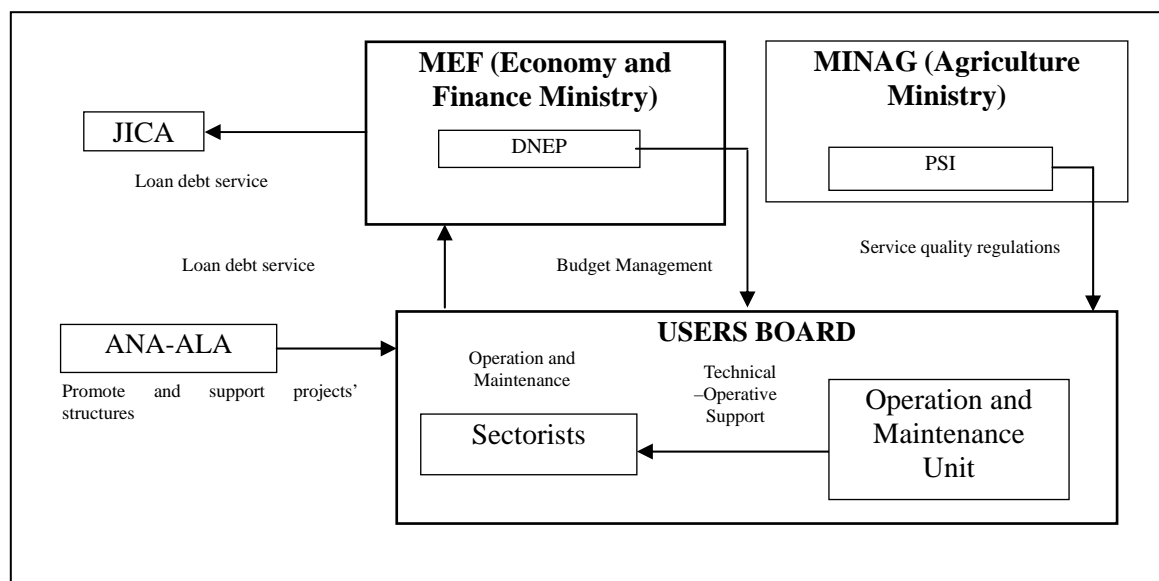 MEF (Economy and
Finance Ministry)
DNEP
MINAG (Agriculture
Ministry)
PSI
JICA
Loan debt service
Loan debt service
Budget Management
Service quality regulations
ANA-ALA
Promote and support projects'
structures
USERS BOARD
Operation and
Maintenance
Technical
–Operative
Support
Sectorists
Operation and
Maintenance
Unit